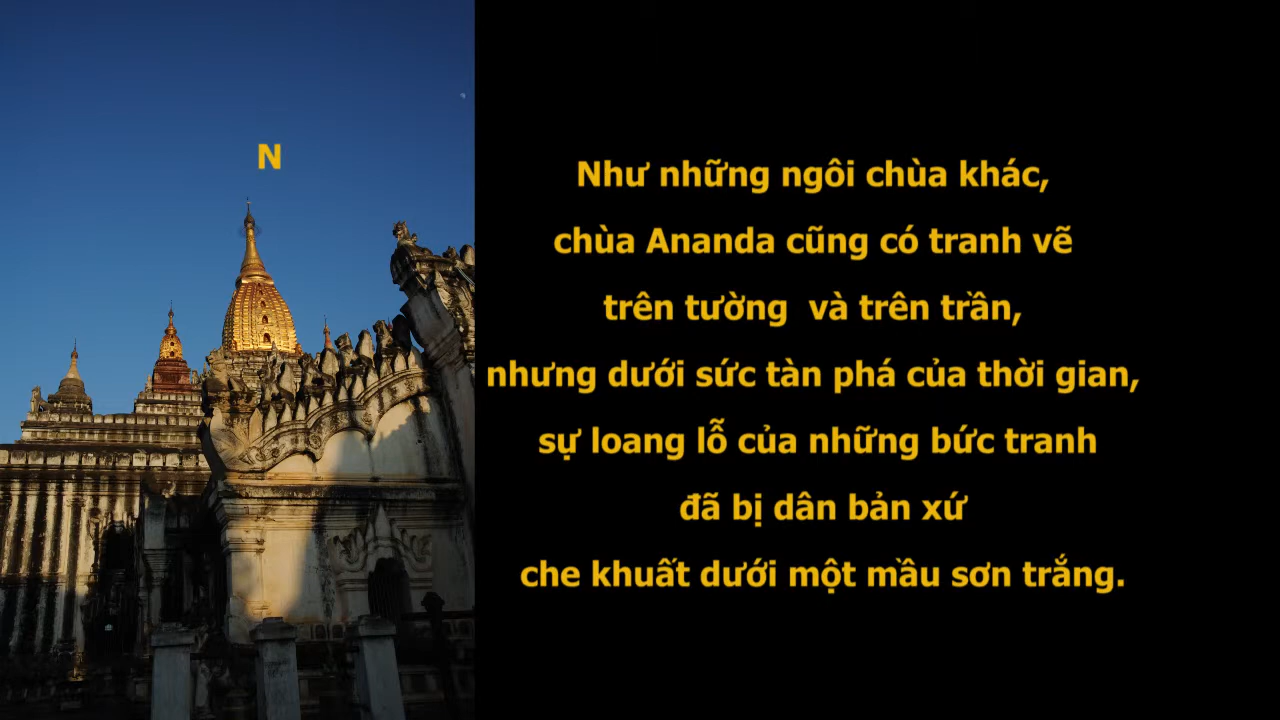 N
Như những ngôi chùa khác,
chùa Ananda cũng có tranh vẽ
trên tường  và trên trần,
nhưng dưới sức tàn phá của thời gian,
sự loang lỗ của những bức tranh
đã bị dân bản xứ
che khuất dưới một mầu sơn trắng.